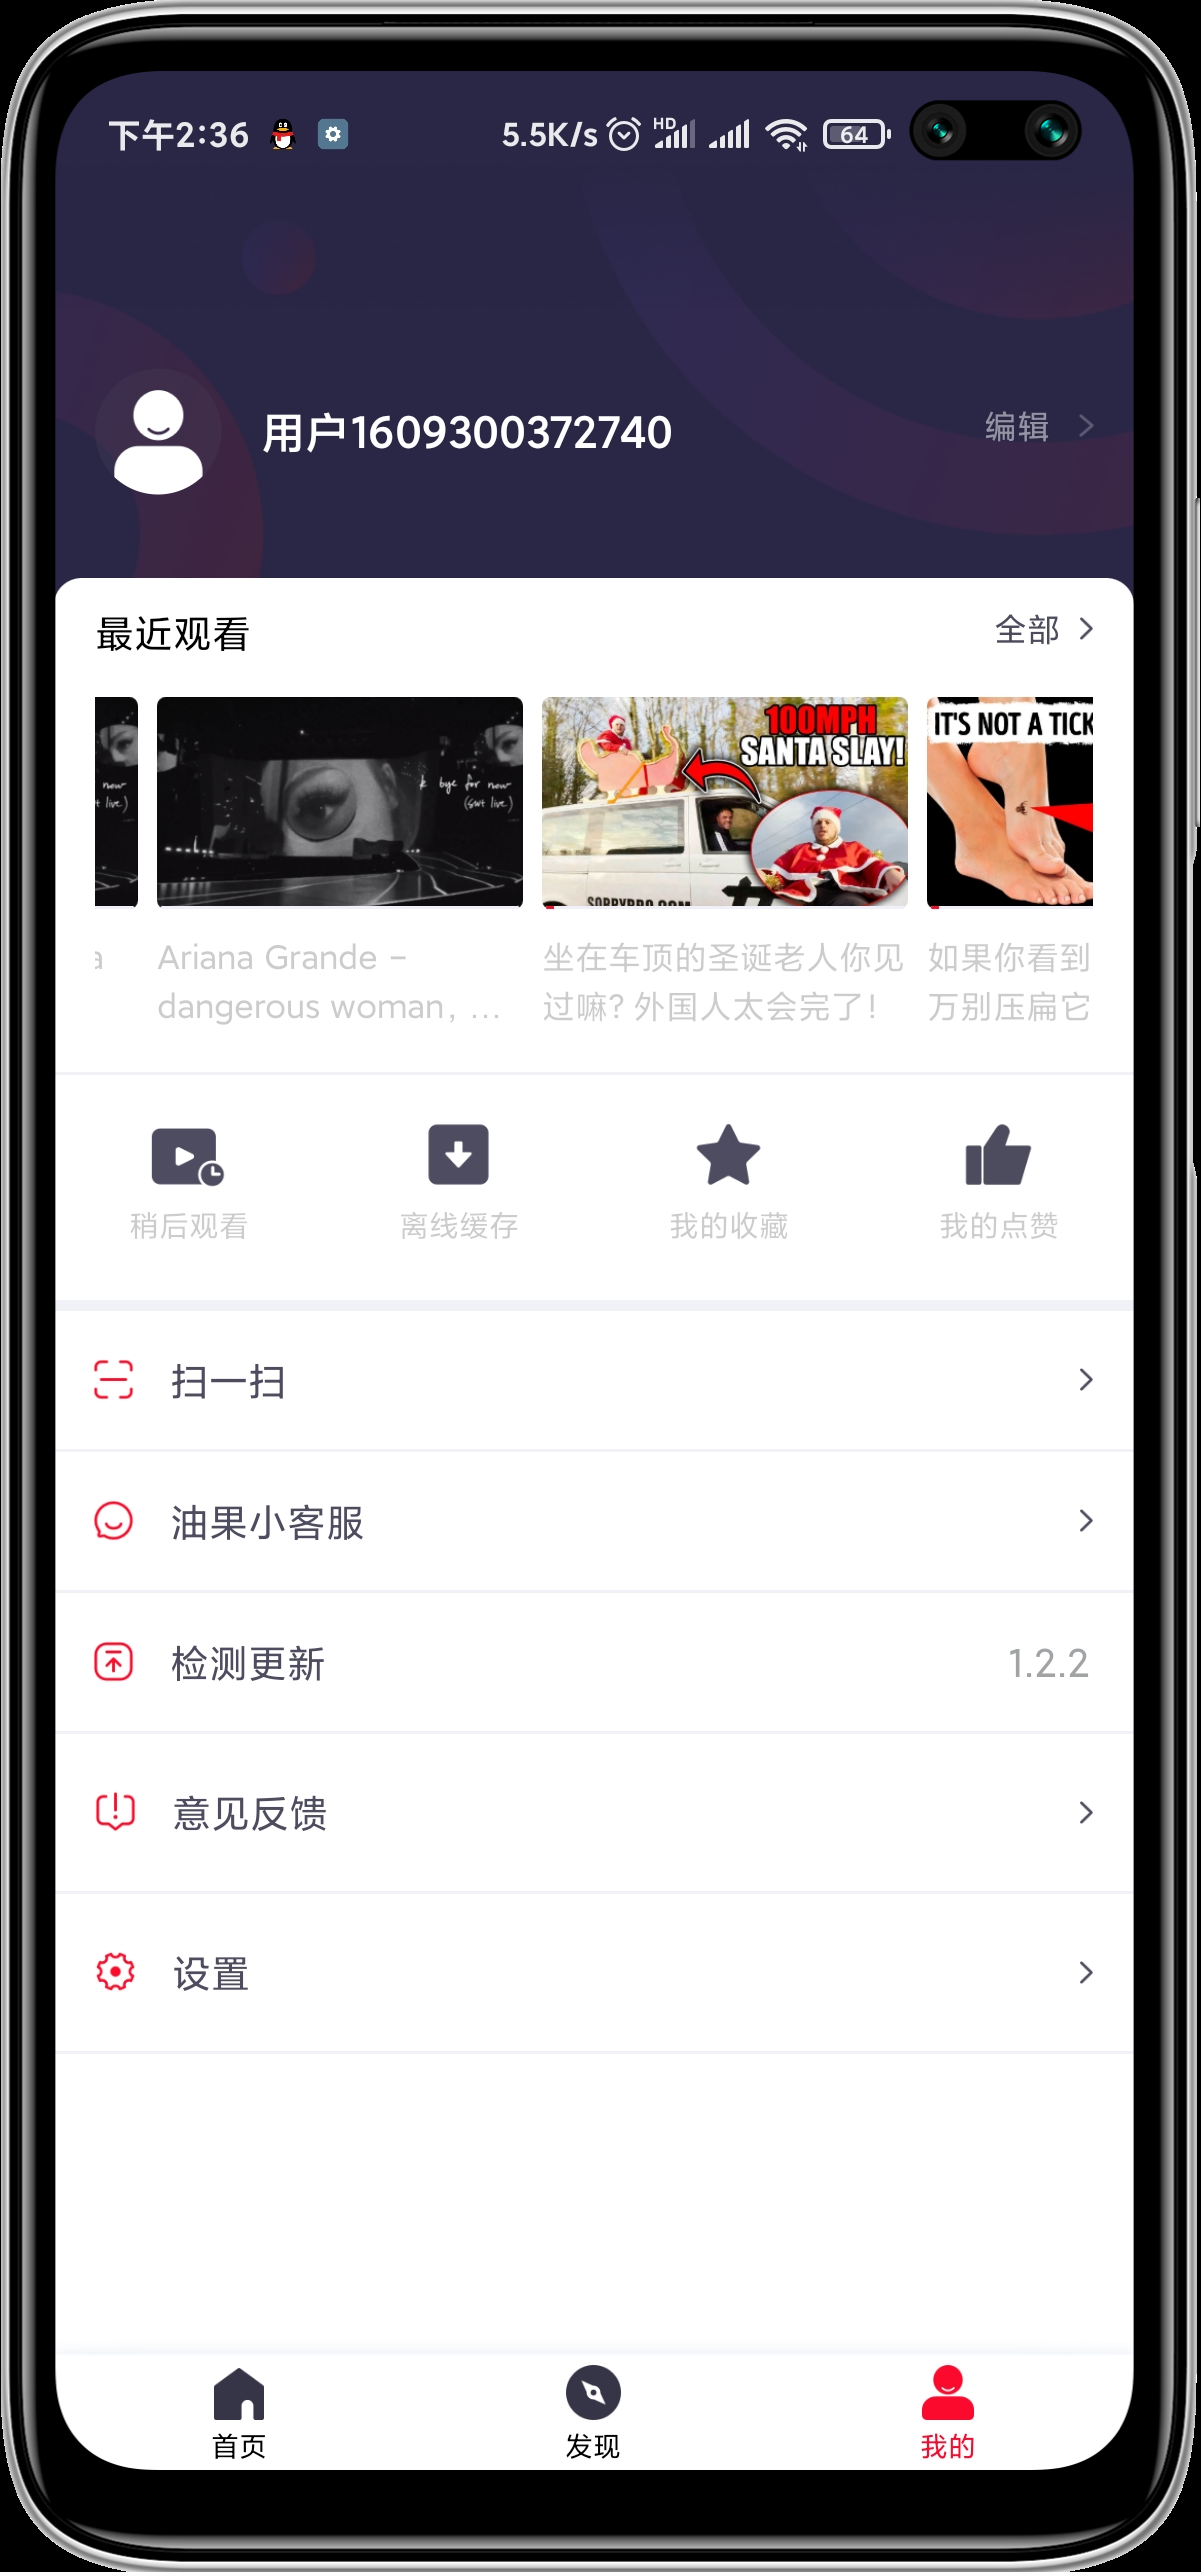 下午2:36 5.5K/s HD 64
用户1609300372740
编辑
最近观看
全部
now
live)
k bye for now
(swt live)
100MPH
SANTA SLAY!
SORRYBRO.COM
IT'S NOT A TICK
a
Ariana Grande –
dangerous woman, ...
坐在车顶的圣诞老人你见
过嘛？外国人太会完了！
如果你看到
万别压扁它
稍后观看
离线缓存
我的收藏
我的点赞
扫一扫
油果小客服
检测更新
1.2.2
意见反馈
设置
首页
发现
我的